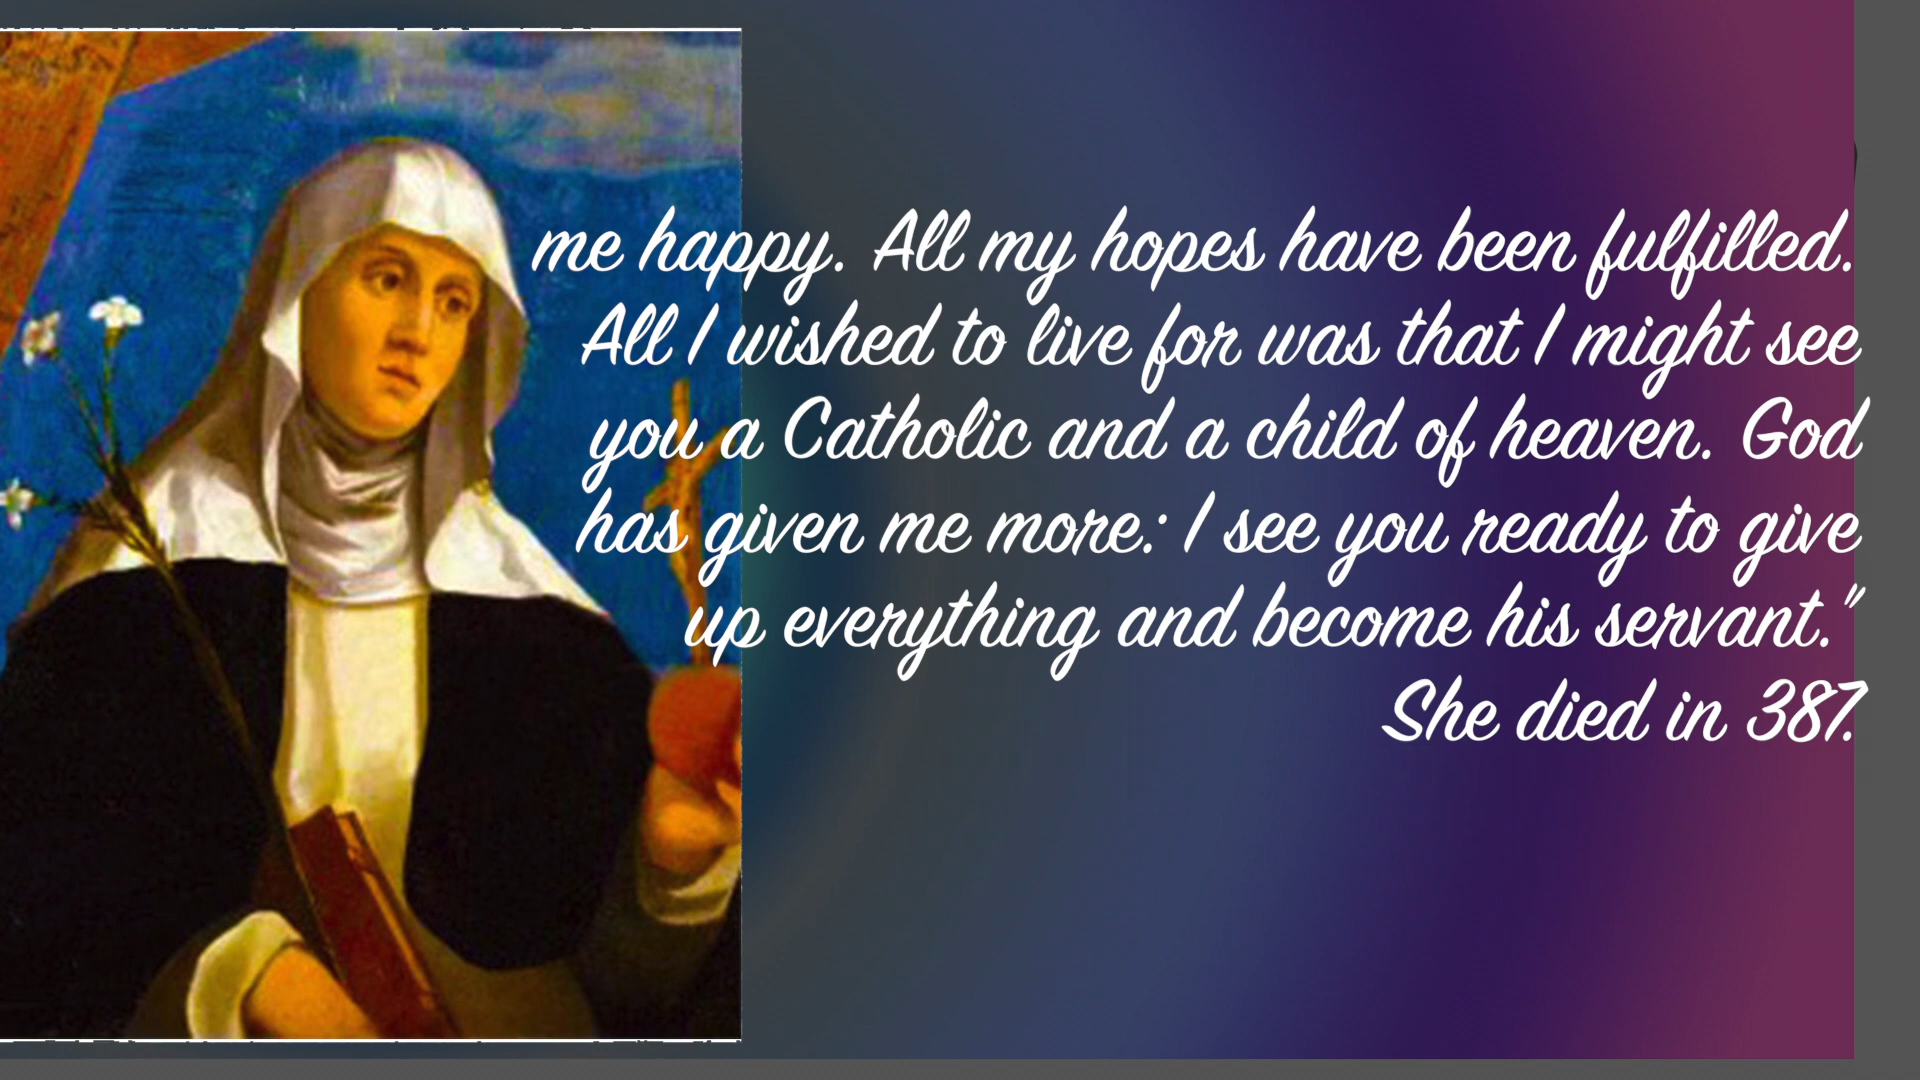 me happy. All my hopes have been fulfilled.
All I wished to live for was that I might see
you a Catholic and a child of heaven. God
has given me more: I see you ready to give
up everything and become his servant."
She died in 387.